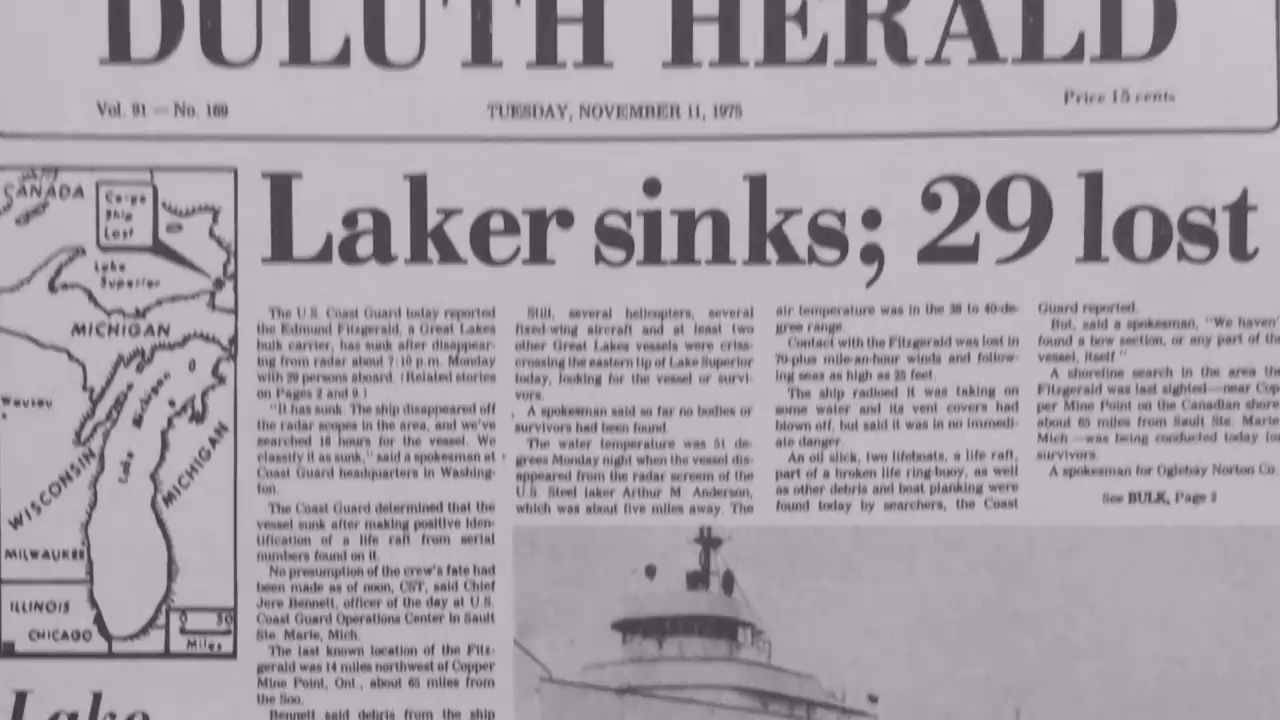 DULUTH HERALD
Vol. 91 — No. 169
TUESDAY, NOVEMBER 11, 1975
Price 15 cents
CANADA
Cargo
Ship
Lost
Lake
Superior
MICHIGAN
Lake
Michigan
MICHIGAN
WISCONSIN
MILWAUKEE
ILLINOIS
CHICAGO
0 50
Miles
Lake
Laker sinks; 29 lost
The U.S. Coast Guard today reported
the Edmund Fitzgerald, a Great Lakes
bulk carrier, has sunk after disappear-
ing from radar about 7:10 p.m. Monday
with 29 persons aboard. (Related stories
on Pages 2 and 9.)
"It has sunk. The ship disappeared off
the radar scopes in the area, and we've
searched 18 hours for the vessel. We
classify it as sunk," said a spokesman at
Coast Guard headquarters in Washing-
ton.
The Coast Guard determined that the
vessel sunk after making positive iden-
tification of a life raft from serial
numbers found on it.
No presumption of the crew's fate had
been made as of noon, CST, said Chief
Jere Bennett, officer of the day at U.S.
Coast Guard Operations Center in Sault
Ste. Marie, Mich.
The last known location of the Fitz-
gerald was 14 miles northwest of Copper
Mine Point, Ont., about 65 miles from
the Soo.
Bennett said debris from the ship
Still, several helicopters, several
fixed-wing aircraft and at least two
other Great Lakes vessels were criss-
crossing the eastern tip of Lake Superior
today, looking for the vessel or survi-
vors.
A spokesman said so far no bodies or
survivors had been found.
The water temperature was 51 de-
grees Monday night when the vessel dis-
appeared from the radar screem of the
U.S. Steel laker Arthur M. Anderson,
which was about five miles away. The
air temperature was in the 38 to 40-de-
gree range.
Contact with the Fitzgerald was lost in
70-plus mile-an-hour winds and follow-
ing seas as high as 25 feet.
The ship radioed it was taking on
some water and its vent covers had
blown off, but said it was in no immedi-
ate danger.
An oil slick, two lifeboats, a life raft,
part of a broken life ring-buoy, as well
as other debris and boat planking were
found today by searchers, the Coast
Guard reported.
But, said a spokesman, "We haven'
found a bow section, or any part of the
vessel, itself."
A shoreline search in the area the
Fitzgerald was last sighted—near Cop
per Mine Point on the Canadian shore
about 65 miles from Sault Ste. Marie
Mich.—was being conducted today for
survivors.
A spokesman for Oglebay Norton Co
See BULK, Page 2